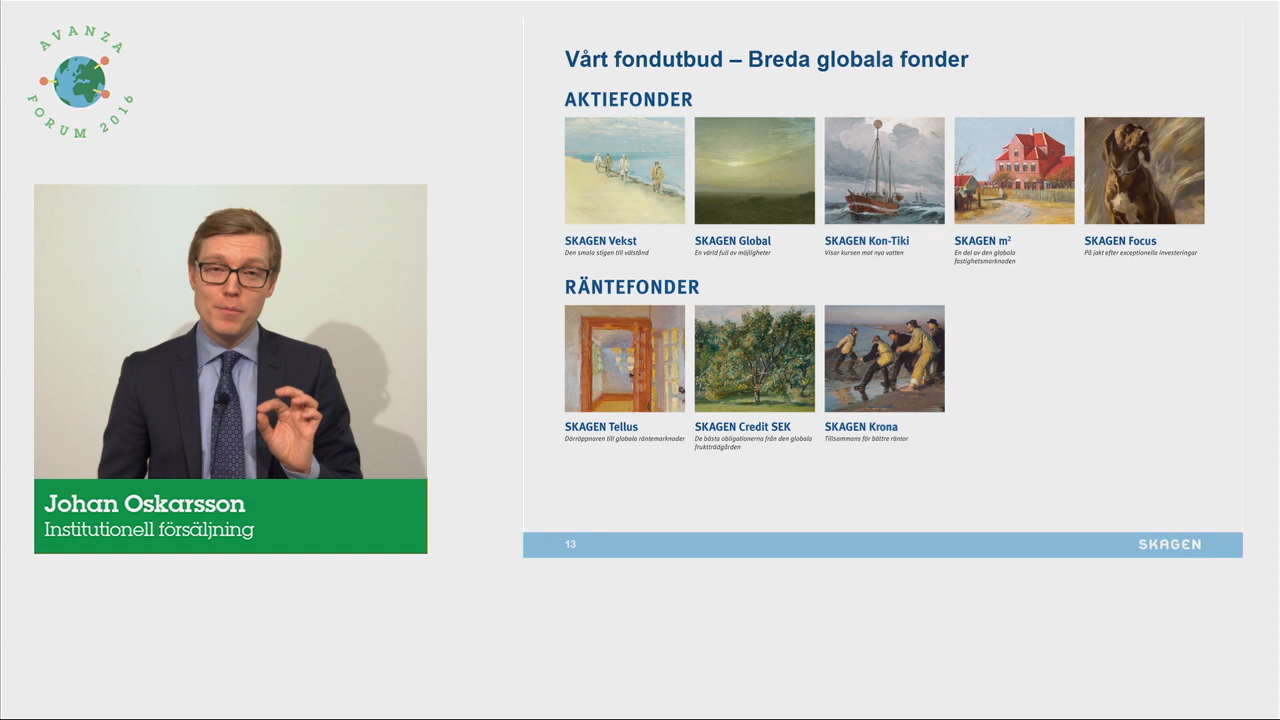 AVANZA
FORUM 2016
Johan Oskarsson
Institutionell försäljning
Vårt fondutbud – Breda globala fonder
AKTIEFONDER
SKAGEN Vekst
Den smala stigen till välstånd
SKAGEN Global
En värld full av möjligheter
SKAGEN Kon-Tiki
Visar kursen mot nya vatten
SKAGEN m²
En del av den globala
fastighetsmarknaden
SKAGEN Focus
På jakt efter exceptionella investeringar
RÄNTEFONDER
SKAGEN Tellus
Dörröppnaren till globala räntemarknader
SKAGEN Credit SEK
De bästa obligationerna från den globala
fruktträdgården
SKAGEN Krona
Tillsammans för bättre räntor
13
SKAGEN